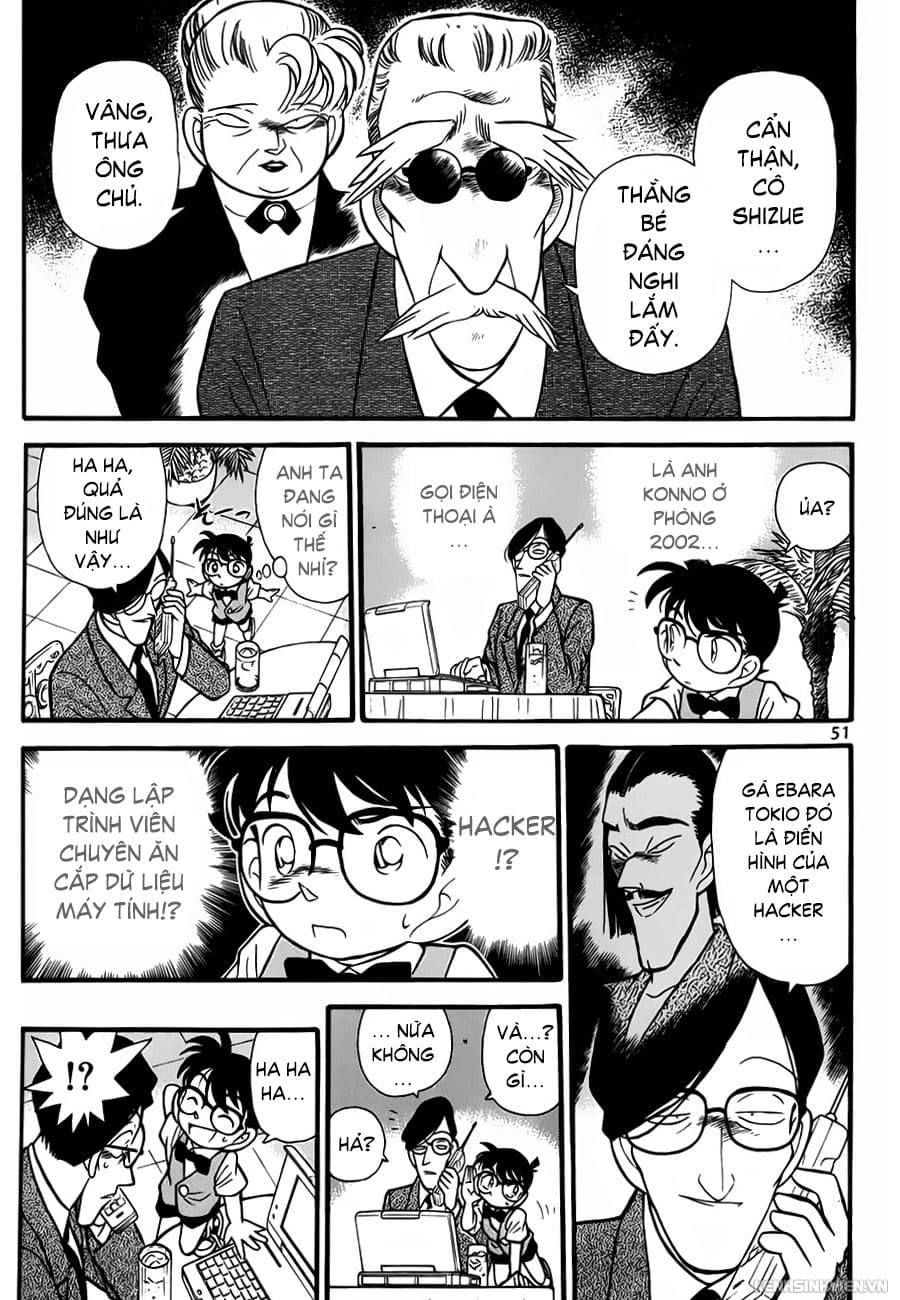 CẨN
THẬN,
CÔ
SHIZUE
...
THẰNG
BÉ
ĐÁNG
NGHI
LẮM
ĐẤY.
VÂNG,
THƯA
ÔNG
CHỦ.
ỦA?
LÀ ANH
KONNO Ở
PHÒNG
2002...
GỌI ĐIỆN
THOẠI À
...
ANH TA
ĐANG
NÓI GÌ
THẾ
NHỈ?
HA HA,
QUẢ
ĐÚNG LÀ
NHƯ
VẬY...
51
GÃ EBARA
TOKIO ĐÓ
LÀ ĐIỂN
HÌNH CỦA
MỘT
HACKER
...
HACKER
!?
DẠNG LẬP
TRÌNH VIÊN
CHUYÊN ĂN
CẮP DỮ LIỆU
MÁY TÍNH!?
VÀ...?
CÒN
GÌ...
... NỮA
KHÔNG
...
HẢ?
HA HA
HA...
!?